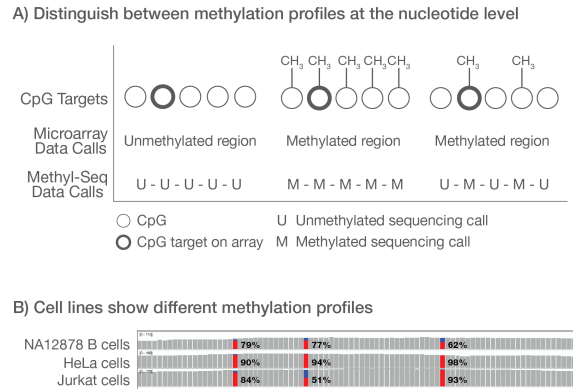 A) Distinguish between methylation profiles at the nucleotide level
CH3 CH3 CH3 CH3 CH3 CH3 CH3
CpG Targets
Microarray Data Calls
Unmethylated region Methylated region Methylated region
Methyl-Seq Data Calls
U - U - U - U - U M - M - M - M - M U - M - U - M - U
CpG U Unmethylated sequencing call
CpG target on array M Methylated sequencing call
B) Cell lines show different methylation profiles
NA12878 B cells 79% 77% 62%
HeLa cells 90% 94% 98%
Jurkat cells 84% 51% 93%